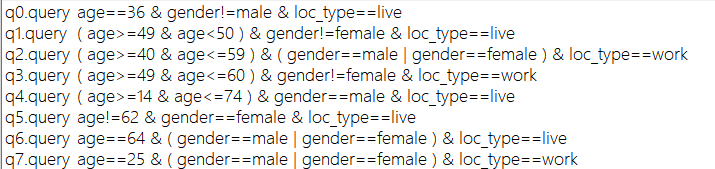 q0.query age==36 & gender!=male & loc_type==live
q1.query ( age>=49 & age<50 ) & gender!=female & loc_type==live
q2.query ( age>=40 & age<=59 ) & ( gender==male | gender==female ) & loc_type==work
q3.query ( age>=49 & age<=60 ) & gender!=female & loc_type==work
q4.query ( age>=14 & age<=74 ) & gender==male & loc_type==live
q5.query age!=62 & gender==female & loc_type==live
q6.query age==64 & ( gender==male | gender==female ) & loc_type==live
q7.query age==25 & ( gender==male | gender==female ) & loc_type==work